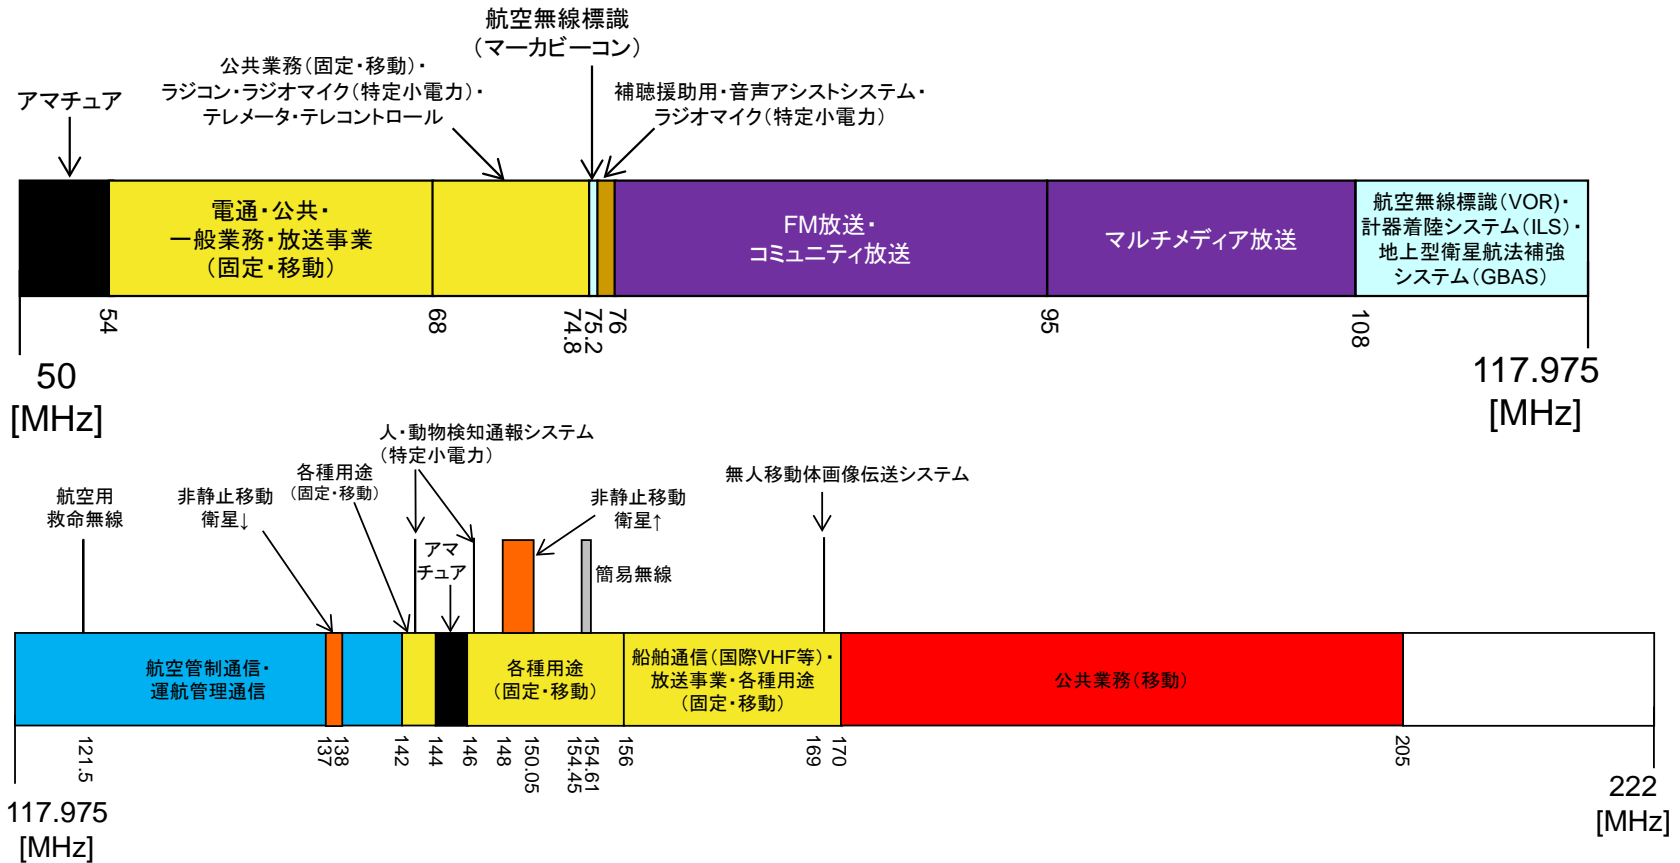 航空無線標識
（マーカビーコン）
公共業務（固定・移動）・
ラジコン・ラジオマイク（特定小電力）・
テレメータ・テレコントロール
補聴援助用・音声アシストシステム・
ラジオマイク（特定小電力）
アマチュア
電通・公共・
一般業務・放送事業
（固定・移動）
FM放送・
コミュニティ放送
マルチメディア放送
航空無線標識（VOR)・
計器着陸システム（ILS）・
地上型衛星航法補強
システム（GBAS）
54
68
74.8
75.2
76
95
108
50
[MHz]
117.975
[MHz]
人・動物検知通報システム
（特定小電力）
各種用途
（固定・移動）
無人移動体画像伝送システム
航空用
救命無線
非静止移動
衛星↓
非静止移動
衛星↑
アマ
チュア
簡易無線
航空管制通信・
運航管理通信
各種用途
（固定・移動）
船舶通信（国際VHF等）・
放送事業・各種用途
（固定・移動）
公共業務（移動）
121.5
137
138
142
144
146
148
150.05
154.45
154.61
156
169
170
205
117.975
[MHz]
222
[MHz]